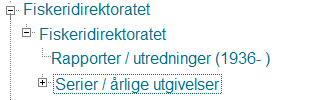 Fiskeridirektoratet
Fiskeridirektoratet
Rapporter / utredninger (1936- )
Serier / årlige utgivelser